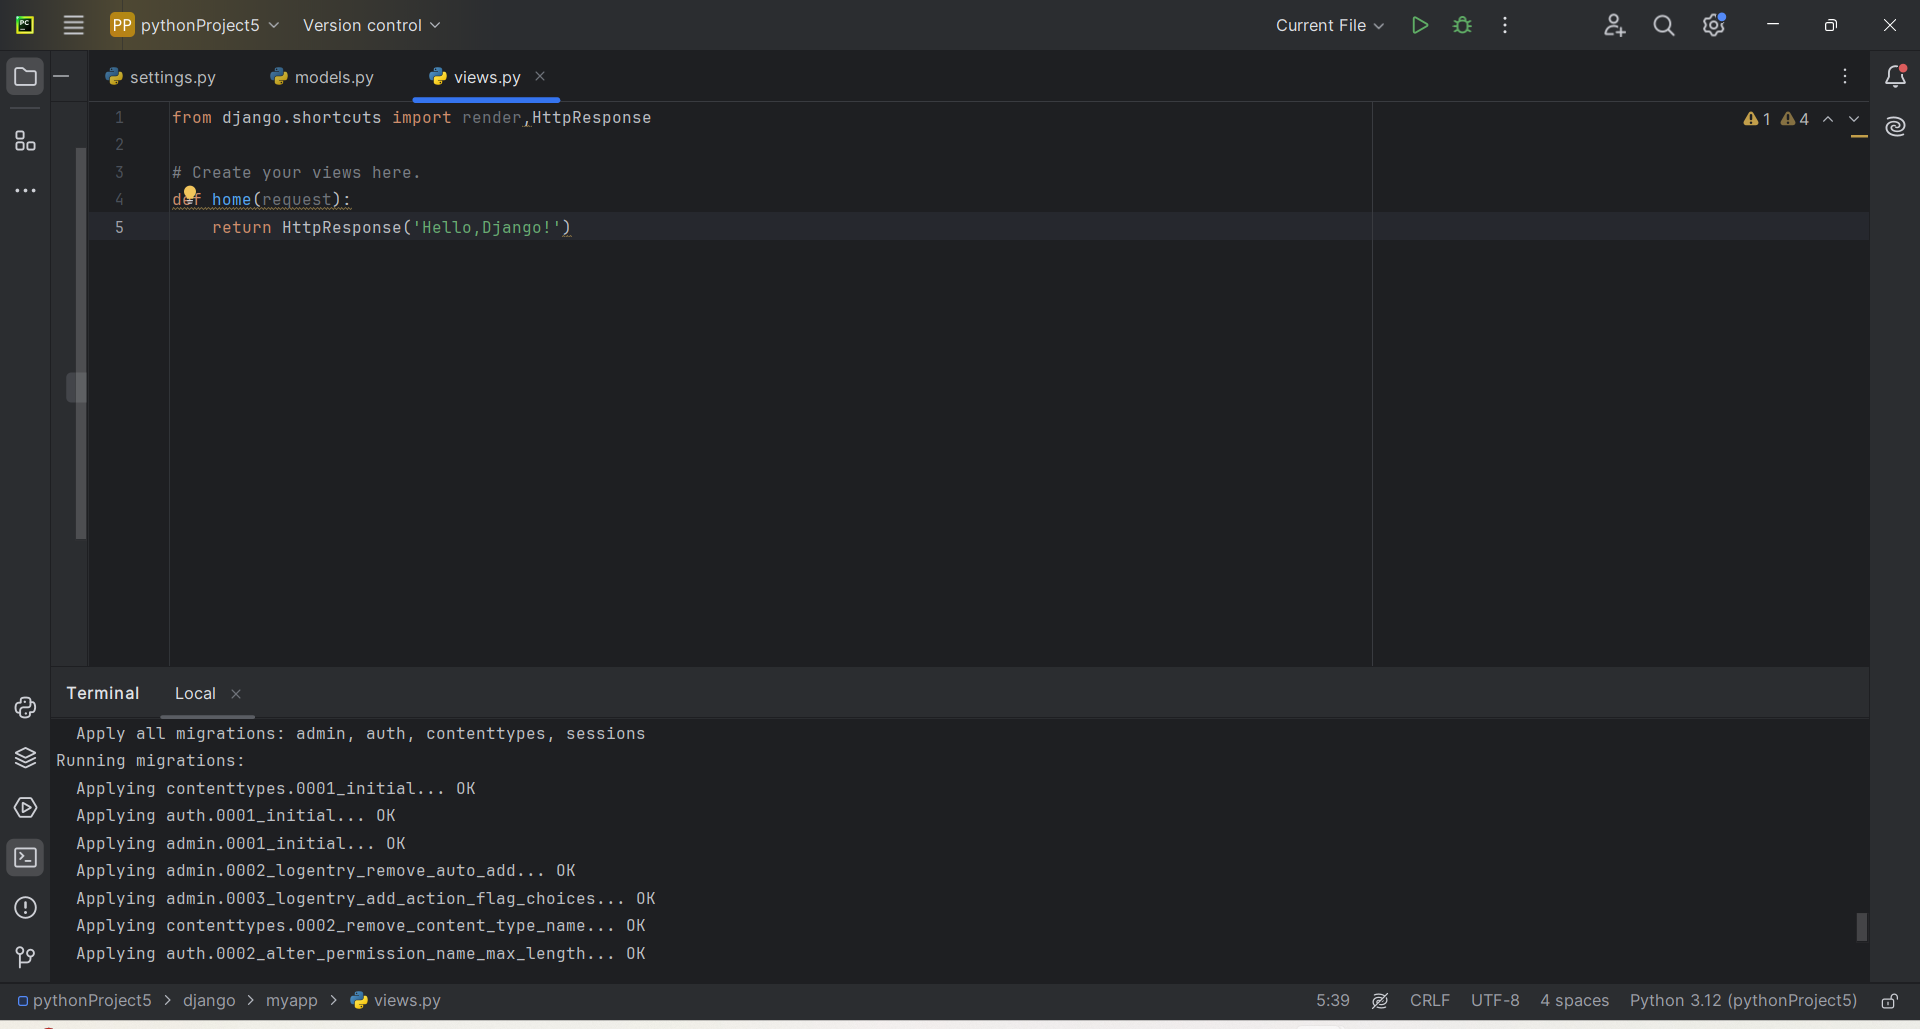 PC PP pythonProject5 Version control Current File
settings.py models.py views.py
1 from django.shortcuts import render,HttpResponse
1 4
2
3 # Create your views here.
4 def home(request):
5 return HttpResponse('Hello,Django!')
Terminal Local
Apply all migrations: admin, auth, contenttypes, sessions
Running migrations:
Applying contenttypes.0001_initial... OK
Applying auth.0001_initial... OK
Applying admin.0001_initial... OK
Applying admin.0002_logentry_remove_auto_add... OK
Applying admin.0003_logentry_add_action_flag_choices... OK
Applying contenttypes.0002_remove_content_type_name... OK
Applying auth.0002_alter_permission_name_max_length... OK
pythonProject5 > django > myapp > views.py 5:39 CRLF UTF-8 4 spaces Python 3.12 (pythonProject5)